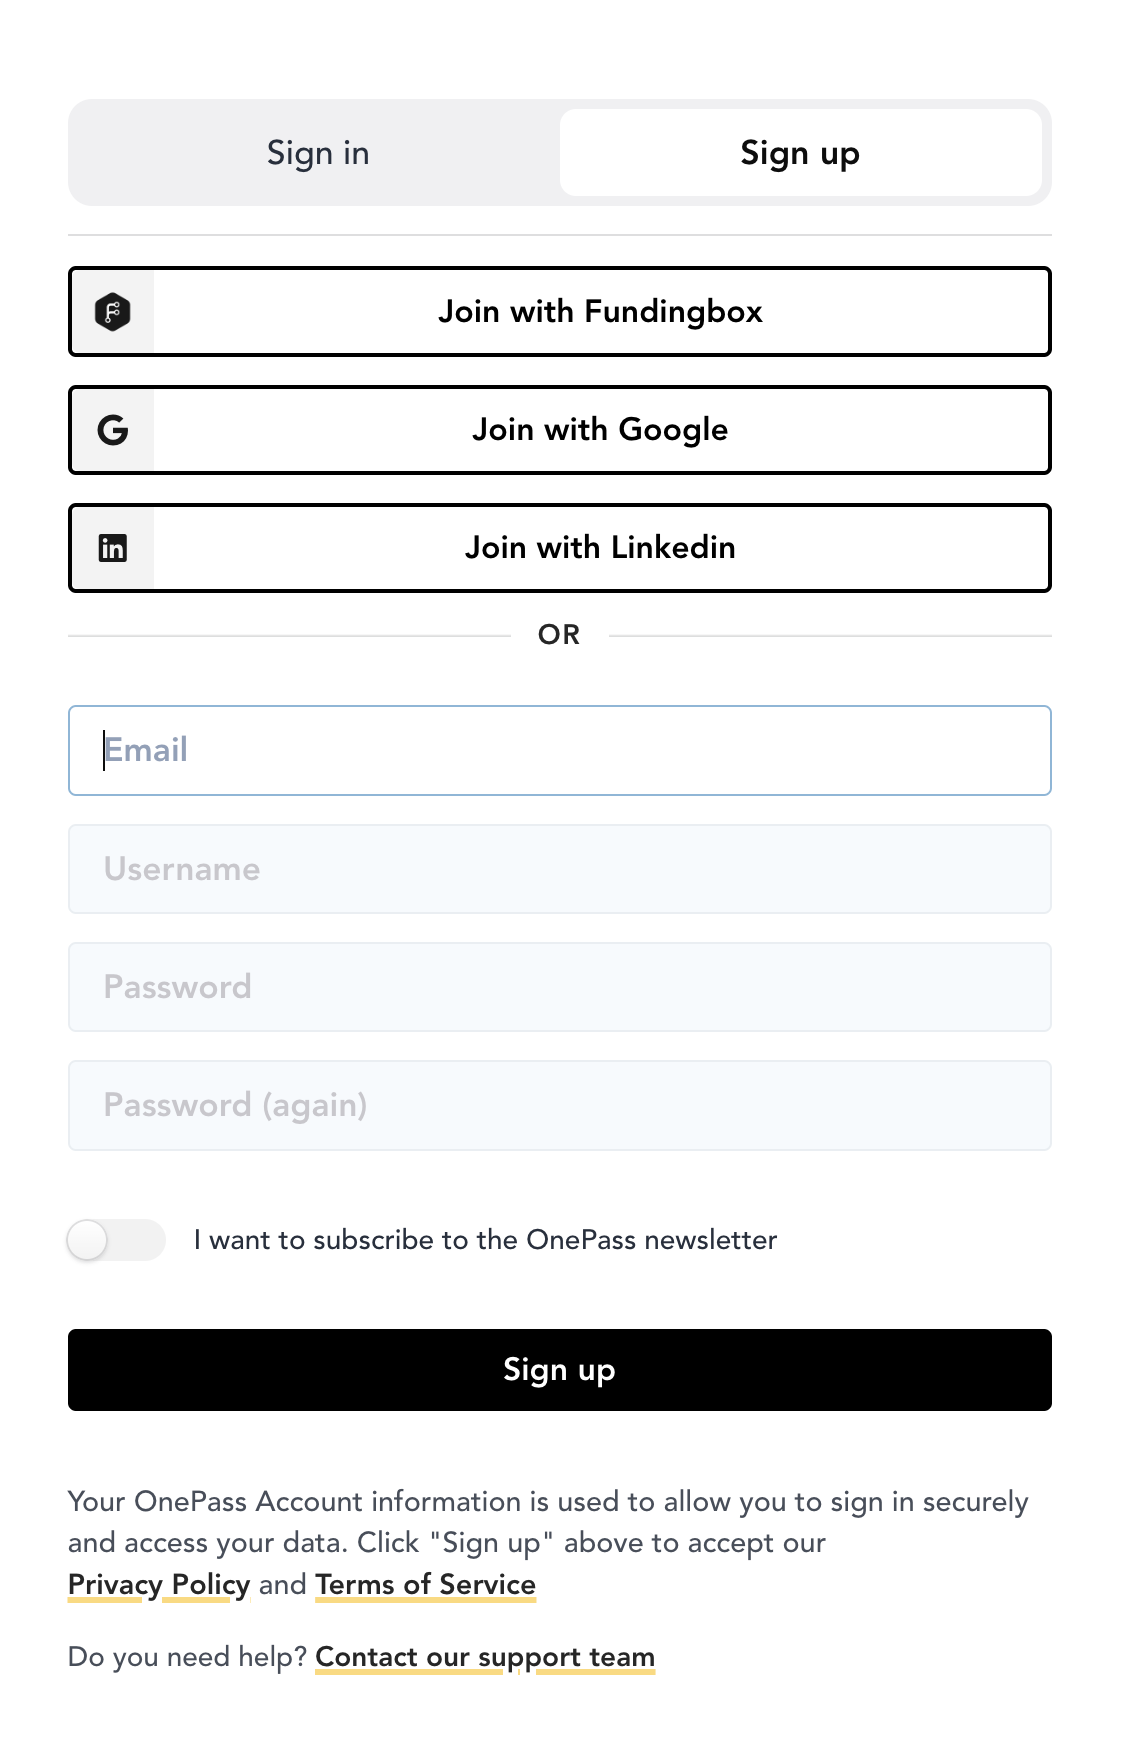 Sign in
Sign up
Join with Fundingbox
Join with Google
Join with Linkedin
OR
Email
Username
Password
Password (again)
I want to subscribe to the OnePass newsletter
Sign up
Your OnePass Account information is used to allow you to sign in securely
and access your data. Click "Sign up" above to accept our
Privacy Policy and Terms of Service
Do you need help? Contact our support team